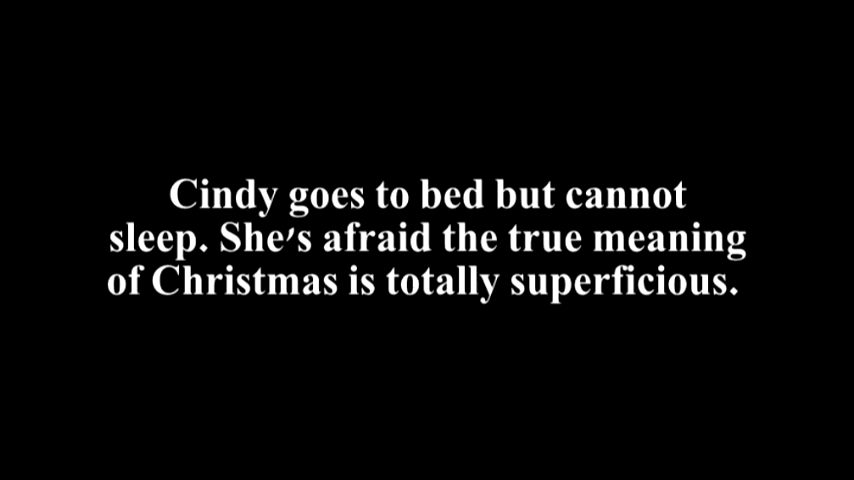 Cindy goes to bed but cannot
sleep. She's afraid the true meaning
of Christmas is totally superficious.